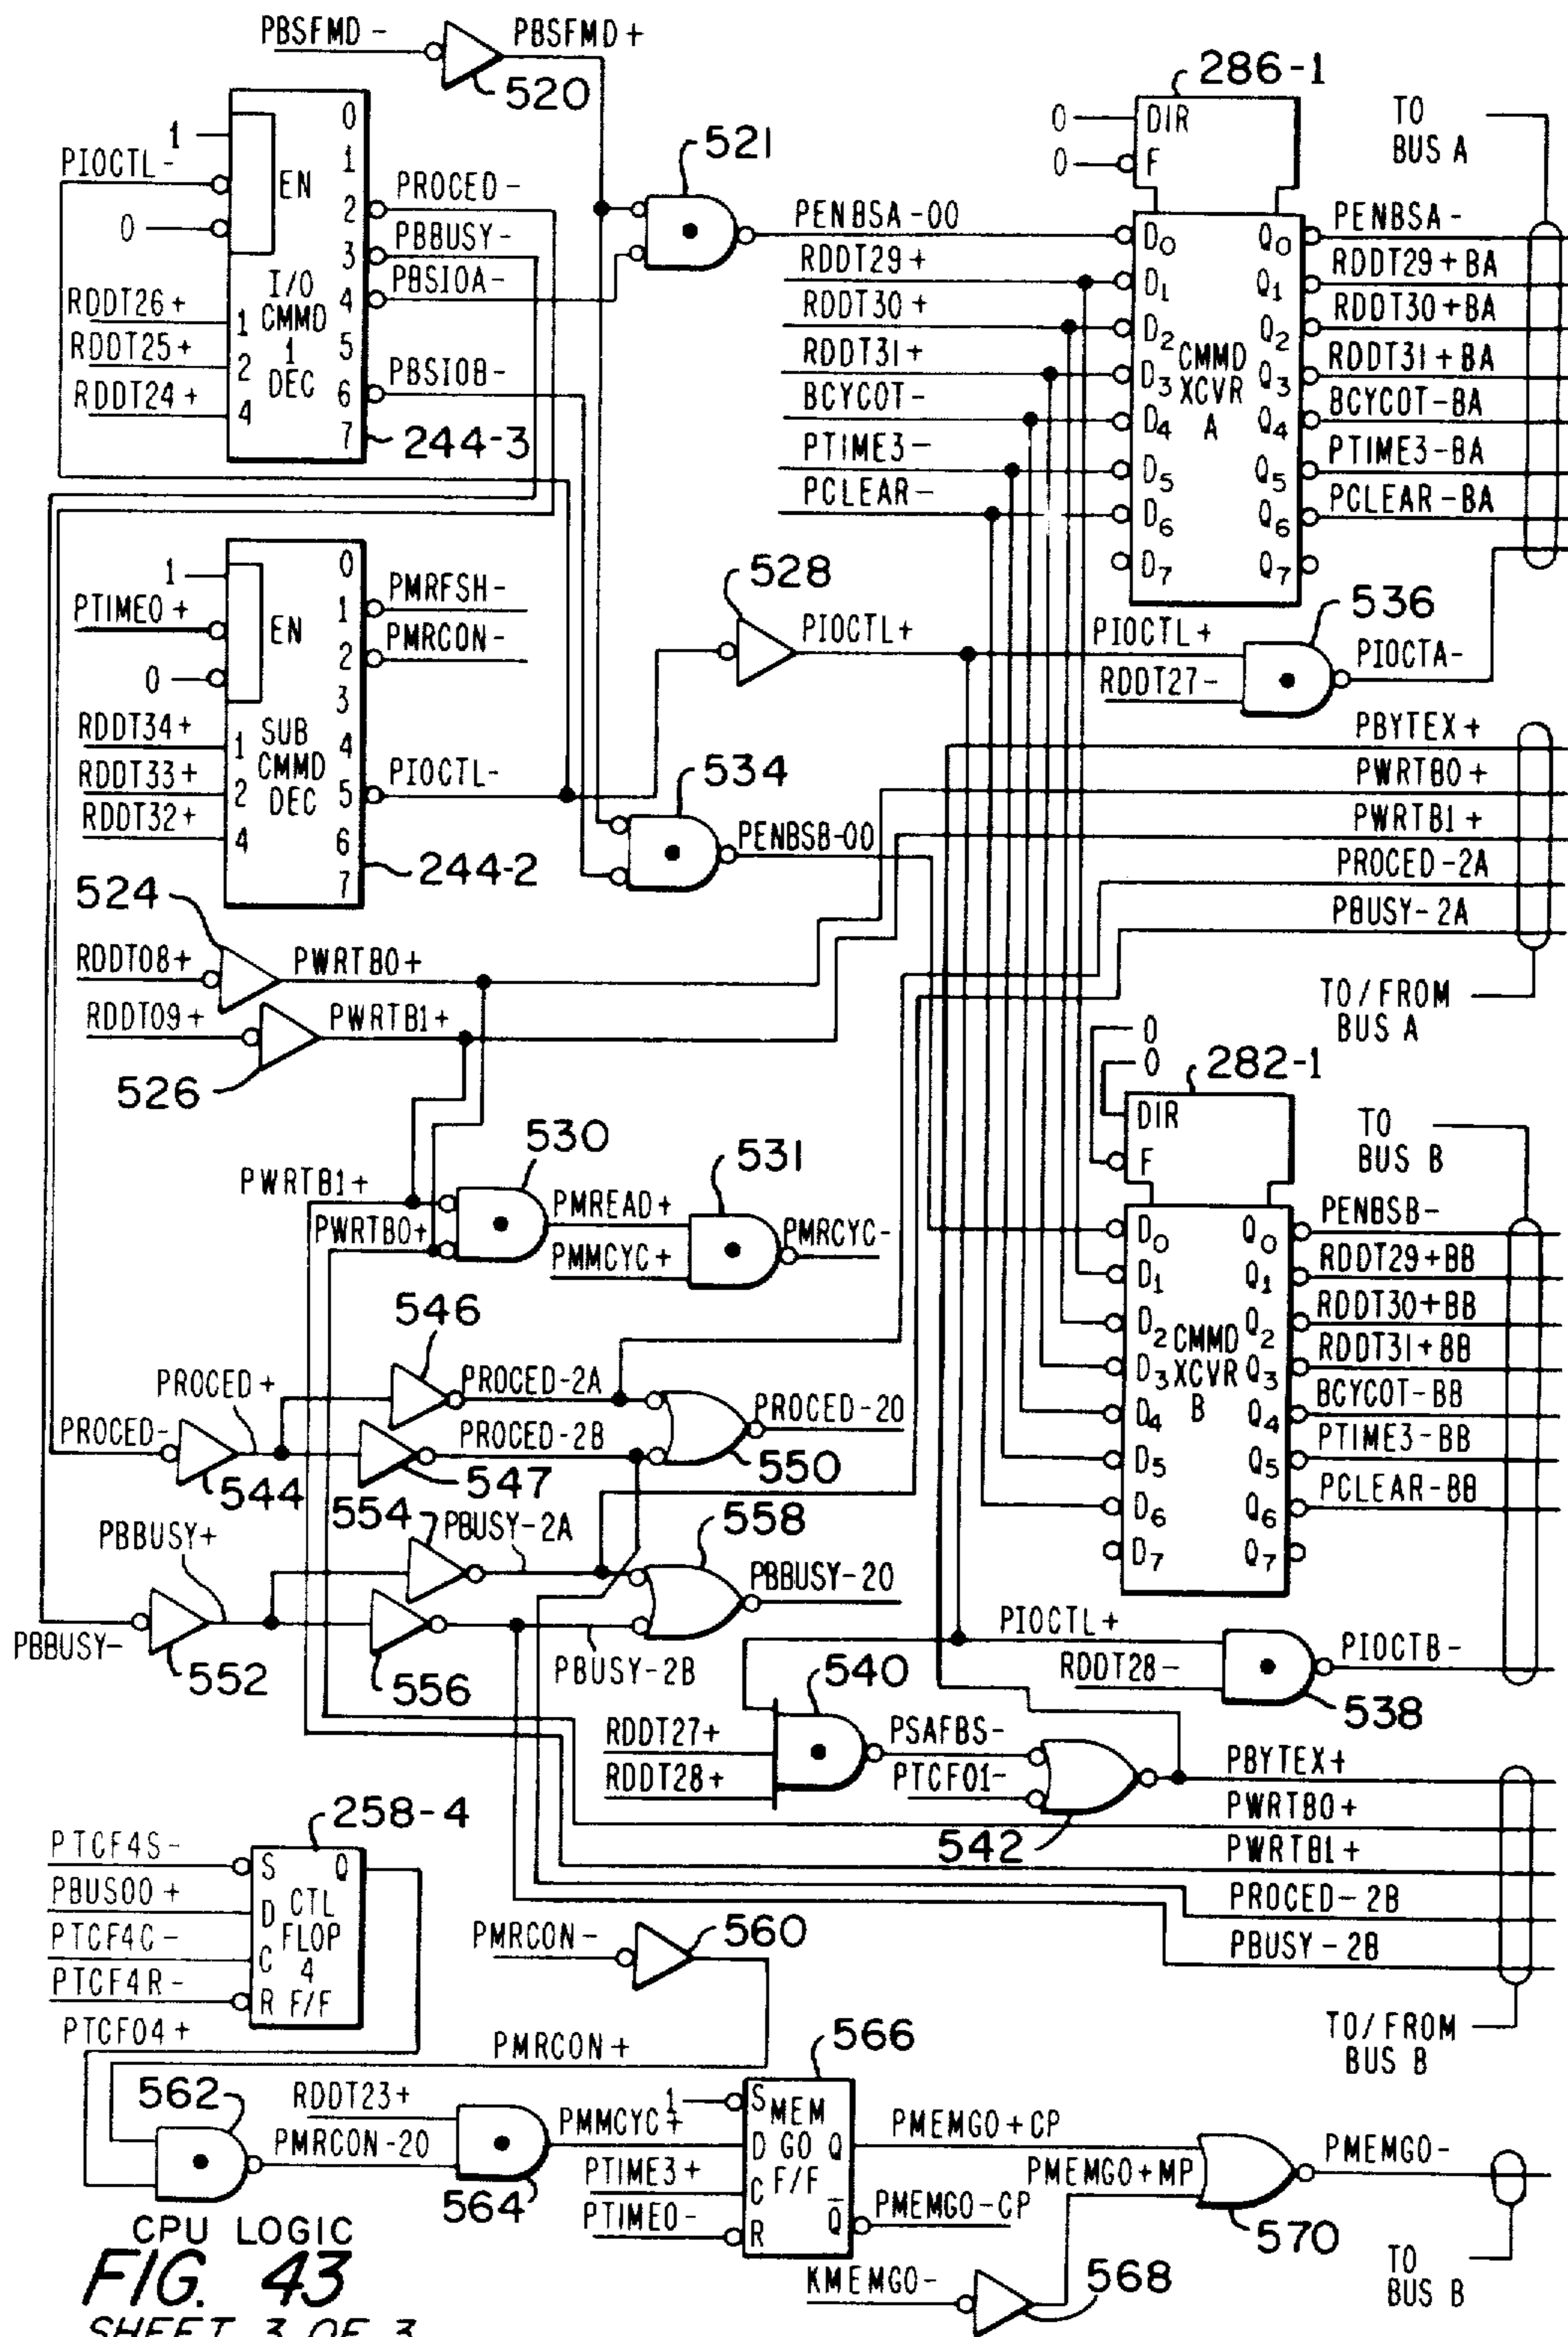 PBSFMD -
PBSFMD +
520
1
PIOCTL -
0
EN
0
1
2
3
4
5
6
7
I/O
CMMD
1
DEC
RDDT26 +
RDDT25 +
RDDT24 +
1
2
4
PROCED -
PBBUSY -
PBSIOA -
PBSIOB -
244-3
521
PENBSA-00
RDDT29 +
RDDT30 +
RDDT31 +
BCYCOT -
PTIME3 -
PCLEAR -
286-1
0
0
DIR
F
D0
D1
D2
D3
D4
D5
D6
D7
CMMD
XCVR
A
Q0
Q1
Q2
Q3
Q4
Q5
Q6
Q7
TO
BUS A
PENBSA -
RDDT29+BA
RDDT30+BA
RDDT31+BA
BCYCOT-BA
PTIME3-BA
PCLEAR-BA
1
PTIME0 +
0
EN
0
1
2
3
4
5
6
7
SUB
CMMD
DEC
RDDT34 +
RDDT33 +
RDDT32 +
1
2
4
PMRFSH -
PMRCON -
PIOCTL -
244-2
528
PIOCTL+
PIOCTL+
RDDT27 -
536
PIOCTA-
534
PENBSB-00
PBYTEX +
PWRTB0 +
PWRTB1 +
PROCED-2A
PBUSY-2A
TO/FROM
BUS A
524
RDDT08+
PWRTB0+
RDDT09+
PWRTB1+
526
PWRTB1+
PWRTB0+
530
PMREAD+
PMMCYC+
531
PMRCYC-
0
0
282-1
DIR
F
D0
D1
D2
D3
D4
D5
D6
D7
CMMD
XCVR
B
Q0
Q1
Q2
Q3
Q4
Q5
Q6
Q7
TO
BUS B
PENBSB-
RDDT29+BB
RDDT30+BB
RDDT31+BB
BCYCOT-BB
PTIME3-BB
PCLEAR-BB
546
PROCED +
PROCED-2A
PROCED-
PROCED-2B
PROCED-20
544
547
550
554
PBUSY-2A
558
PBBUSY+
PBBUSY-20
PBBUSY-
552
556
PBUSY-2B
PIOCTL+
RDDT28-
PIOCTB-
538
540
RDDT27+
RDDT28+
PSAFBS-
PTCF01-
542
PBYTEX+
PWRTB0+
PWRTB1+
PROCED-2B
PBUSY-2B
TO/FROM
BUS B
258-4
PTCF4S-
PBUS00 +
PTCF4C-
PTCF4R-
S
D
C
R
Q
CTL
FLOP
4
F/F
PTCF04 +
PMRCON-
560
PMRCON +
562
RDDT23+
PMRCON-20
564
PMMCYC+
PTIME3+
PTIME0-
566
1
S
D
C
R
MEM
GO
F/F
Q
Q̅
PMEMGO+CP
PMEMGO-CP
PMEMGO+MP
KMEMGO-
568
570
PMEMGO-
TO
BUS B
CPU LOGIC
FIG. 43
SHEET 3 OF 3